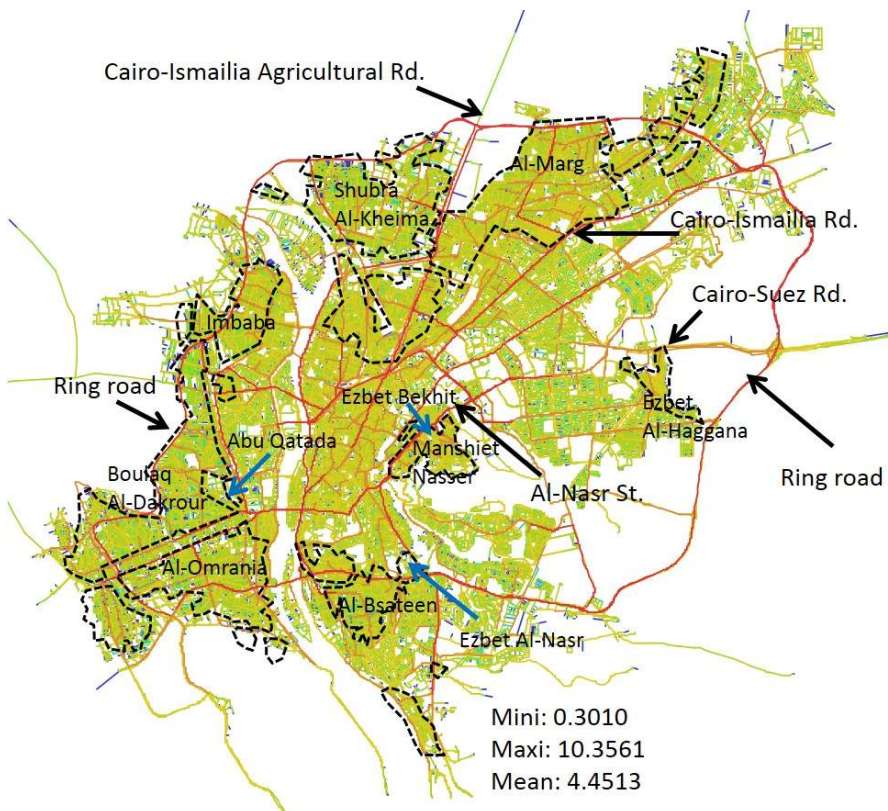 Cairo-Ismailia Agricultural Rd.
Al-Marg
Shubra
Al-Kheima
Cairo-Ismailia Rd.
Cairo-Suez Rd.
Imbaba
Ring road
Ezbet Bekhit
Ezbet
Al-Haggana
Abu Qatada
Manshiet
Nasser
Boulaq
Al-Dakrour
Al-Nasr St.
Ring road
Al-Omrania
Al-Bsateen
Ezbet Al-Nasr
Mini: 0.3010
Maxi: 10.3561
Mean: 4.4513